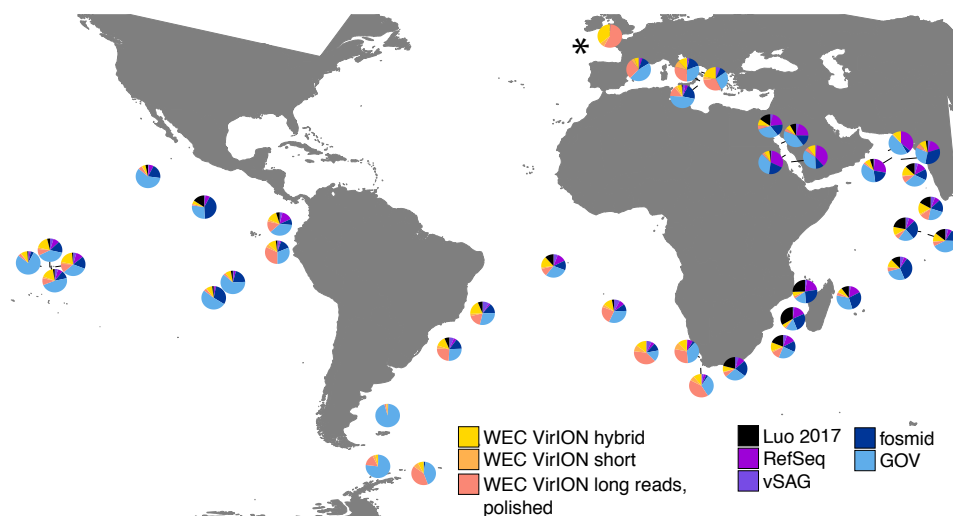 *
WEC VirION hybrid
WEC VirION short
WEC VirION long reads,
polished
Luo 2017
RefSeq
vSAG
fosmid
GOV